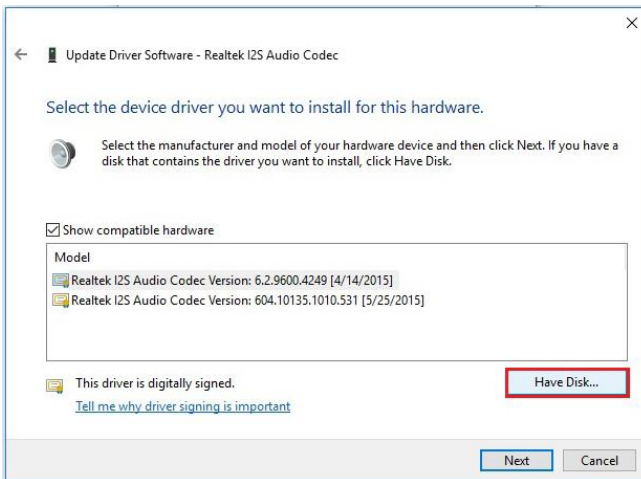 Update Driver Software - Realtek I2S Audio Codec
Select the device driver you want to install for this hardware.
Select the manufacturer and model of your hardware device and then click Next. If you have a
disk that contains the driver you want to install, click Have Disk.
Show compatible hardware
Model
Realtek I2S Audio Codec Version: 6.2.9600.4249 [4/14/2015]
Realtek I2S Audio Codec Version: 604.10135.1010.531 [5/25/2015]
This driver is digitally signed.
Have Disk...
Tell me why driver signing is important
Next
Cancel